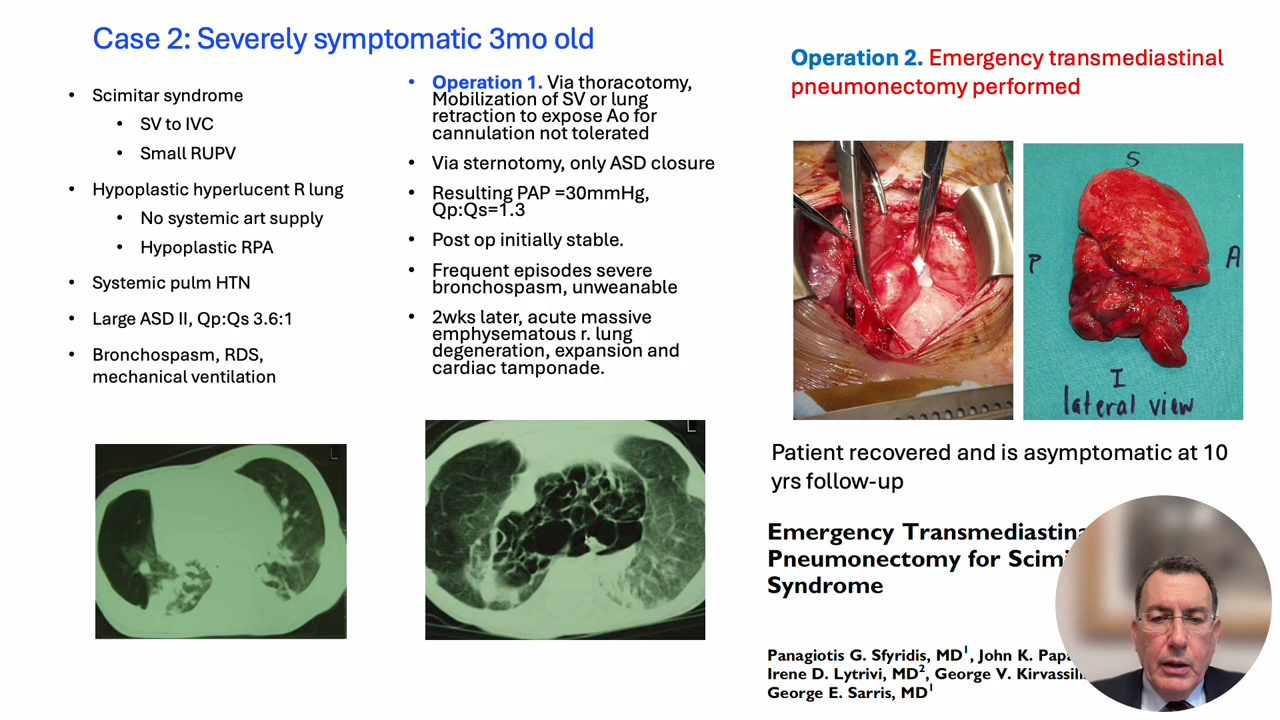 Case 2: Severely symptomatic 3mo old
• Scimitar syndrome
• SV to IVC
• Small RUPV
• Hypoplastic hyperlucent R lung
• No systemic art supply
• Hypoplastic RPA
• Systemic pulm HTN
• Large ASD II, Qp:Qs 3.6:1
• Bronchospasm, RDS,
mechanical ventilation
• Operation 1. Via thoracotomy,
Mobilization of SV or lung
retraction to expose Ao for
cannulation not tolerated
• Via sternotomy, only ASD closure
• Resulting PAP =30mmHg,
Qp:Qs=1.3
• Post op initially stable.
• Frequent episodes severe
bronchospasm, unweanable
• 2wks later, acute massive
emphysematous r. lung
degeneration, expansion and
cardiac tamponade.
L
L
Operation 2. Emergency transmediastinal
pneumonectomy performed
S
P
A
I
lateral view
Patient recovered and is asymptomatic at 10
yrs follow-up
Emergency
Pneumonectomy for
Syndrome
Panagiotis G. Sfyridis, MD1, John K.
Irene D. Lytrivi, MD2, George V.
George E. Sarris, MD1